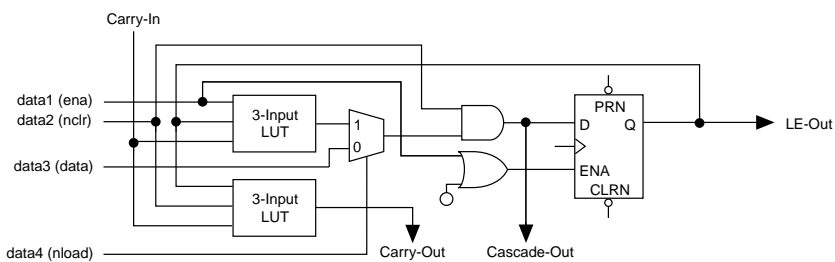 Carry-In
data1 (ena)
data2 (nclr)
data3 (data)
data4 (nload)
3-Input
LUT
1
0
3-Input
LUT
PRN
D
Q
ENA
CLRN
LE-Out
Carry-Out
Cascade-Out